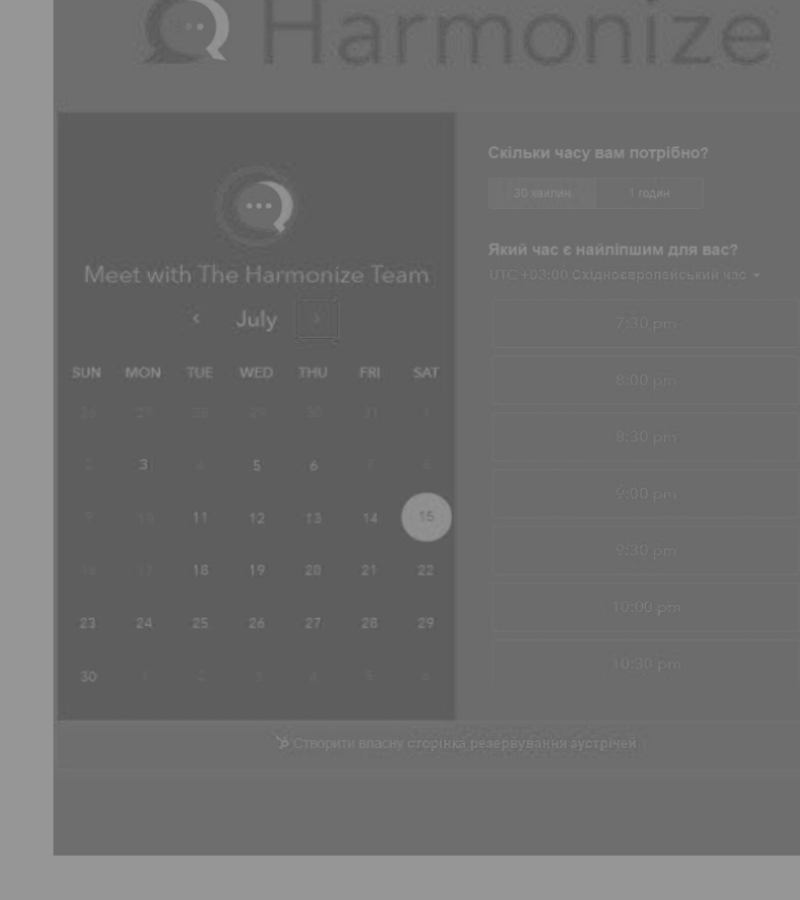 Harmonize
Meet with The Harmonize Team
‹ July ›
SUN MON TUE WED THU FRI SAT
26 27 28 29 30 31 1
2 3 4 5 6 7 8
9 10 11 12 13 14 15
16 17 18 19 20 21 22
23 24 25 26 27 28 29
30 1 2 3 4 5 6
Скільки часу вам потрібно?
30 хвилин 1 годин
Який час є найліпшим для вас?
UTC +03:00 Східноєвропейський час
7:30 pm
8:00 pm
8:30 pm
9:00 pm
9:30 pm
10:00 pm
10:30 pm
Створити власну сторінка резервування зустрічей